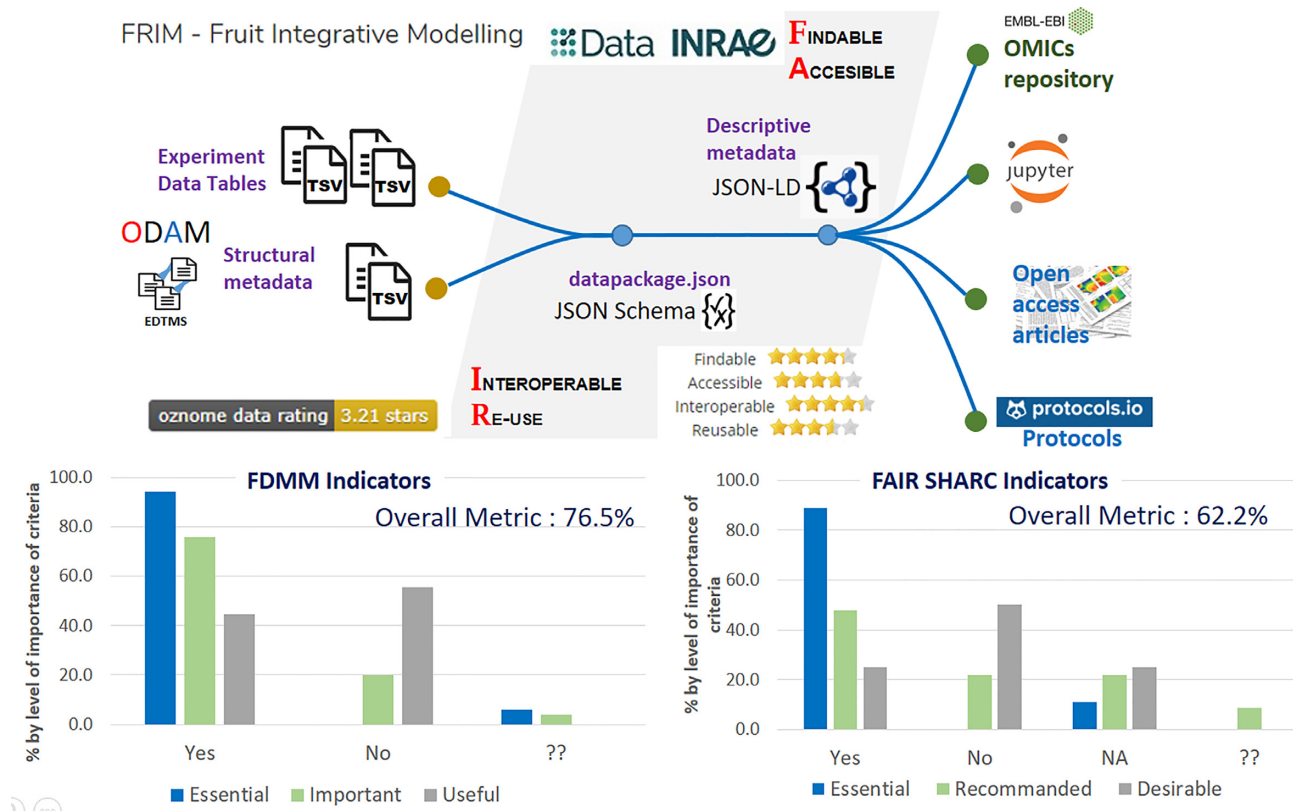 FRIM - Fruit Integrative Modelling
Data INRAE
FINDABLE
ACCESIBLE
EMBL-EBI
OMICs
repository
Experiment
Data Tables
TSV
TSV
Descriptive
metadata
JSON-LD
jupyter
ODAM
EDTMS
Structural
metadata
TSV
datapackage.json
JSON Schema
Open
access
articles
INTEROPERABLE
RE-USE
Findable
Accessible
Interoperable
Reusable
oznome data rating 3.21 stars
protocols.io
Protocols
FDMM Indicators
Overall Metric : 76.5%
% by level of importance of criteria
100.0
80.0
60.0
40.0
20.0
0.0
Yes
No
??
Essential
Important
Useful
FAIR SHARC Indicators
Overall Metric : 62.2%
% by level of importance of
criteria
100.0
80.0
60.0
40.0
20.0
0.0
Yes
No
NA
??
Essential
Recommanded
Desirable